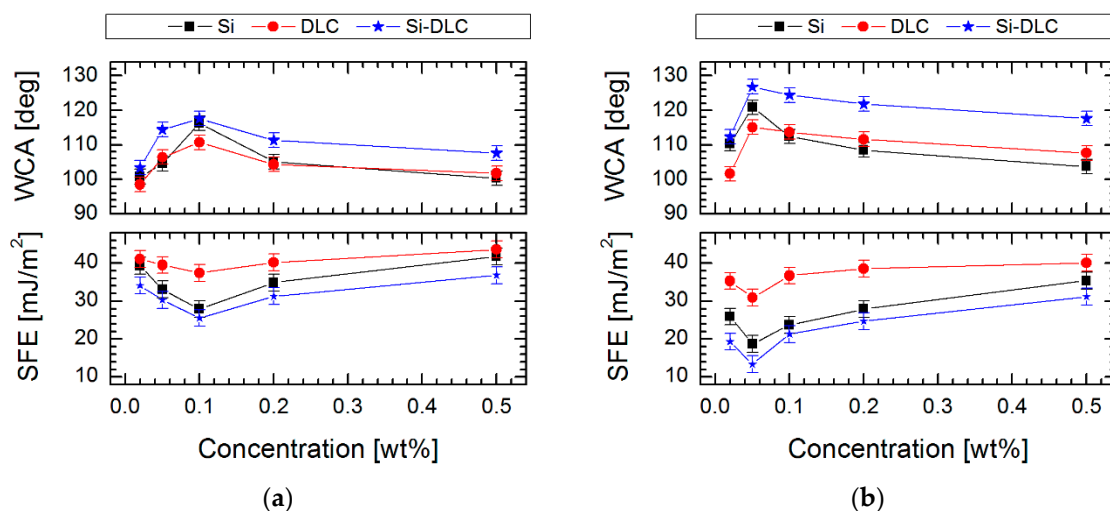 Si DLC Si-DLC
WCA [deg]
130
120
110
100
90
SFE [mJ/m²]
40
30
20
10
0.0 0.1 0.2 0.3 0.4 0.5
Concentration [wt%]
(a)
Si DLC Si-DLC
WCA [deg]
130
120
110
100
90
SFE [mJ/m²]
40
30
20
10
0.0 0.1 0.2 0.3 0.4 0.5
Concentration [wt%]
(b)